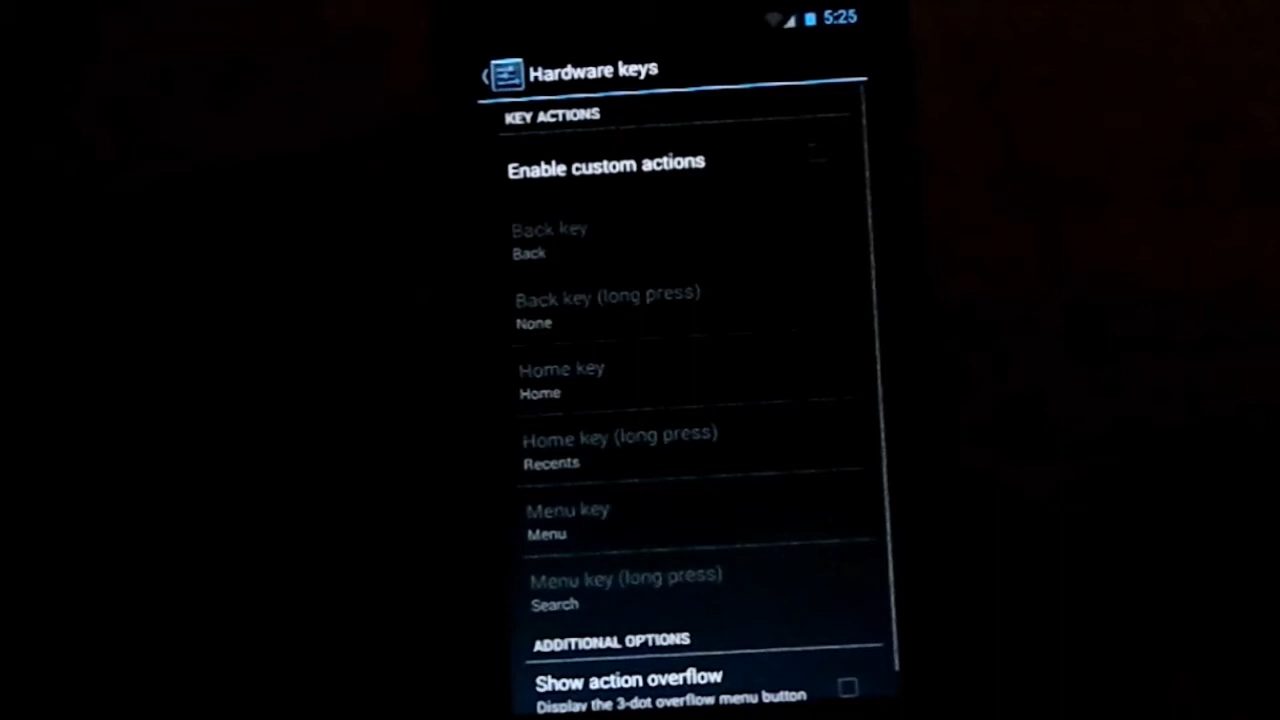 5:25
Hardware keys
KEY ACTIONS
Enable custom actions
Back key
Back
Back key (long press)
None
Home key
Home
Home key (long press)
Recents
Menu key
Menu
Menu key (long press)
Search
ADDITIONAL OPTIONS
Show action overflow
Display the 3-dot overflow menu button